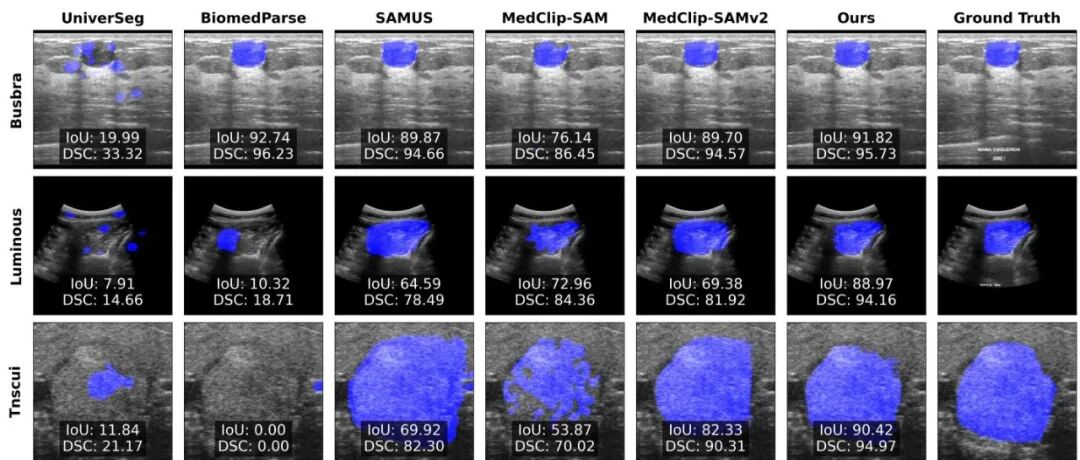 UniverSeg BiomedParse SAMUS MedClip-SAM MedClip-SAMv2 Ours Ground Truth
Busbra
IoU: 19.99 IoU: 92.74 IoU: 89.87 IoU: 76.14 IoU: 89.70 IoU: 91.82
DSC: 33.32 DSC: 96.23 DSC: 94.66 DSC: 86.45 DSC: 94.57 DSC: 95.73
Luminous
IoU: 7.91 IoU: 10.32 IoU: 64.59 IoU: 72.96 IoU: 69.38 IoU: 88.97
DSC: 14.66 DSC: 18.71 DSC: 78.49 DSC: 84.36 DSC: 81.92 DSC: 94.16
Tnscui
IoU: 11.84 IoU: 0.00 IoU: 69.92 IoU: 53.87 IoU: 82.33 IoU: 90.42
DSC: 21.17 DSC: 0.00 DSC: 82.30 DSC: 70.02 DSC: 90.31 DSC: 94.97